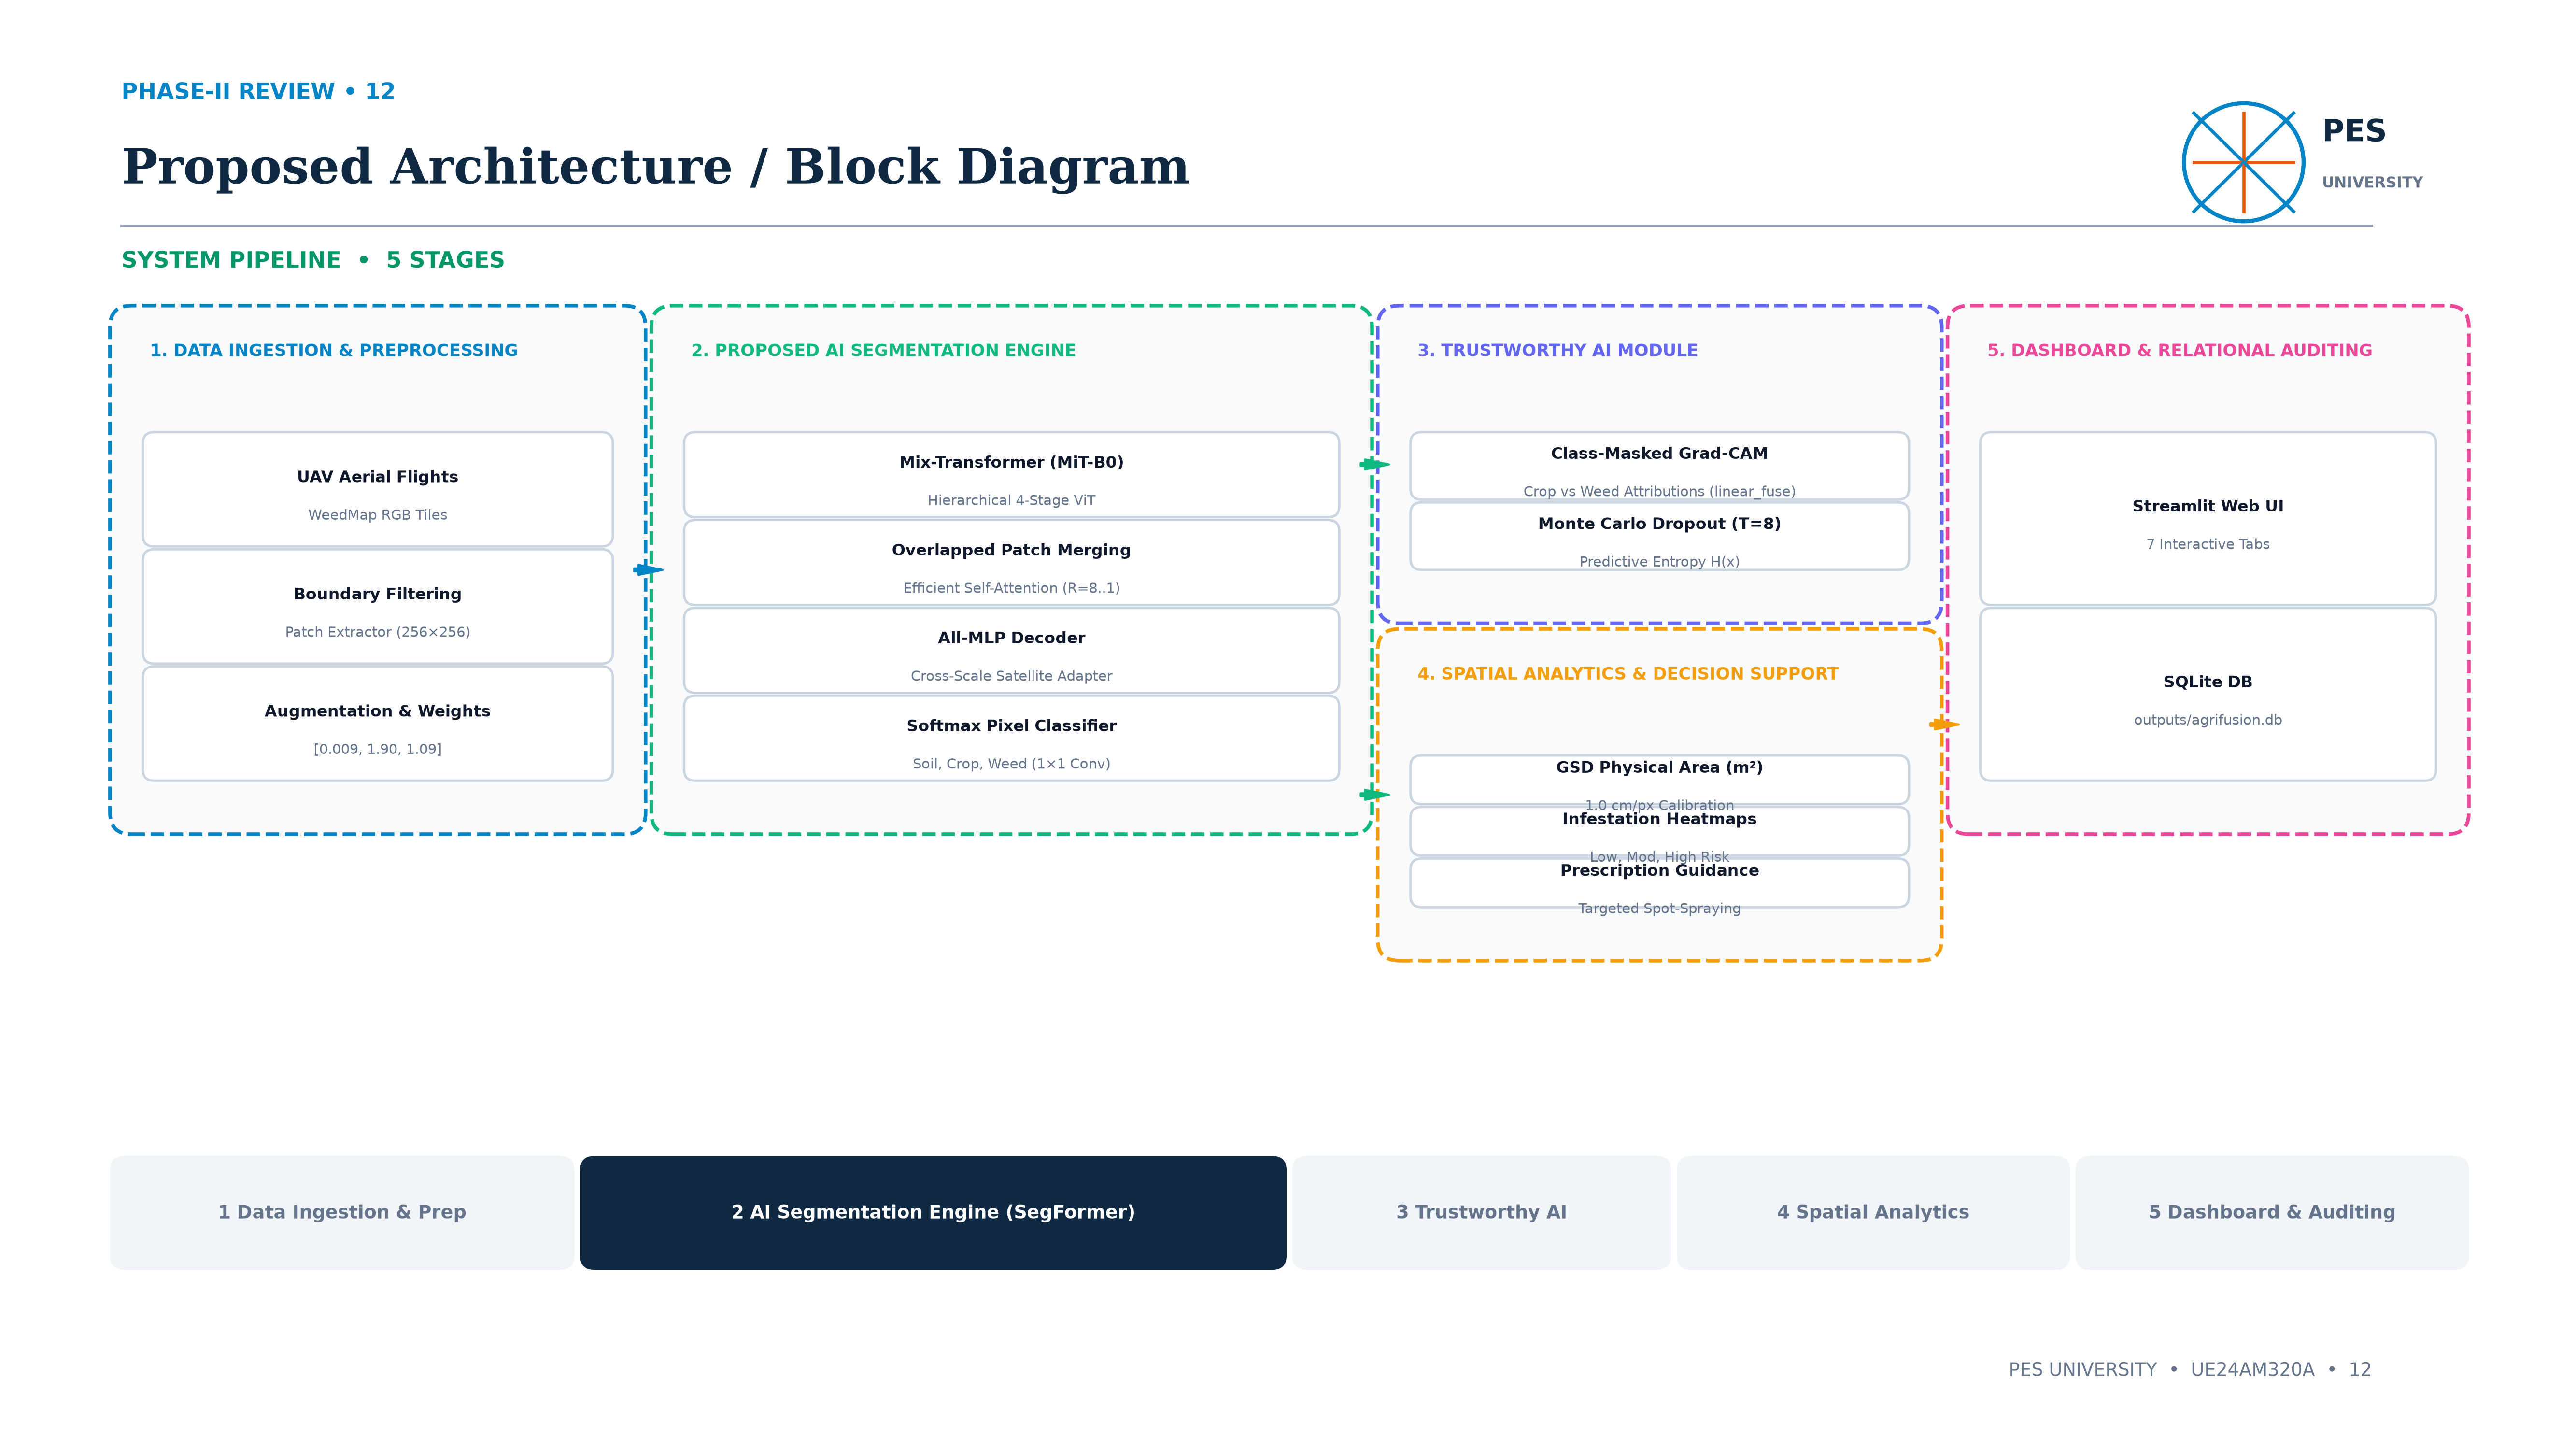 PHASE-II REVIEW • 12
Proposed Architecture / Block Diagram
PES
UNIVERSITY
SYSTEM PIPELINE • 5 STAGES
1. DATA INGESTION & PREPROCESSING
UAV Aerial Flights
WeedMap RGB Tiles
Boundary Filtering
Patch Extractor (256×256)
Augmentation & Weights
[0.009, 1.90, 1.09]
2. PROPOSED AI SEGMENTATION ENGINE
Mix-Transformer (MiT-B0)
Hierarchical 4-Stage ViT
Overlapped Patch Merging
Efficient Self-Attention (R=8..1)
All-MLP Decoder
Cross-Scale Satellite Adapter
Softmax Pixel Classifier
Soil, Crop, Weed (1×1 Conv)
3. TRUSTWORTHY AI MODULE
Class-Masked Grad-CAM
Crop vs Weed Attributions (linear_fuse)
Monte Carlo Dropout (T=8)
Predictive Entropy H(x)
4. SPATIAL ANALYTICS & DECISION SUPPORT
GSD Physical Area (m²)
1.0 cm/px Calibration
Infestation Heatmaps
Low, Mod, High Risk
Prescription Guidance
Targeted Spot-Spraying
5. DASHBOARD & RELATIONAL AUDITING
Streamlit Web UI
7 Interactive Tabs
SQLite DB
outputs/agrifusion.db
1 Data Ingestion & Prep
2 AI Segmentation Engine (SegFormer)
3 Trustworthy AI
4 Spatial Analytics
5 Dashboard & Auditing
PES UNIVERSITY • UE24AM320A • 12